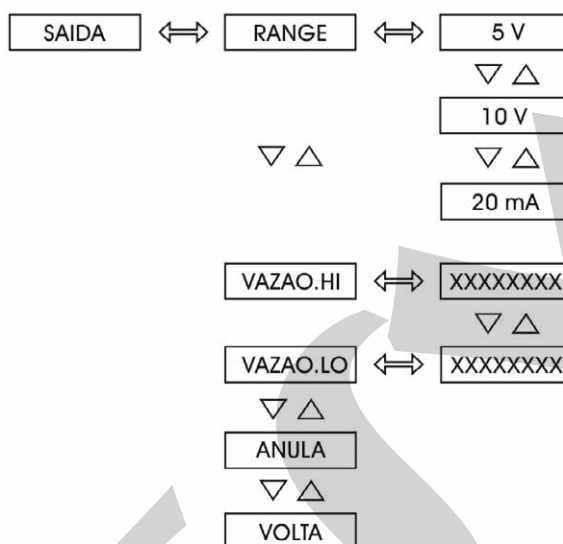 SAIDA RANGE 5 V
10 V
20 mA
VAZAO.HI XXXXXXXX
VAZAO.LO XXXXXXXX
ANULA
VOLTA